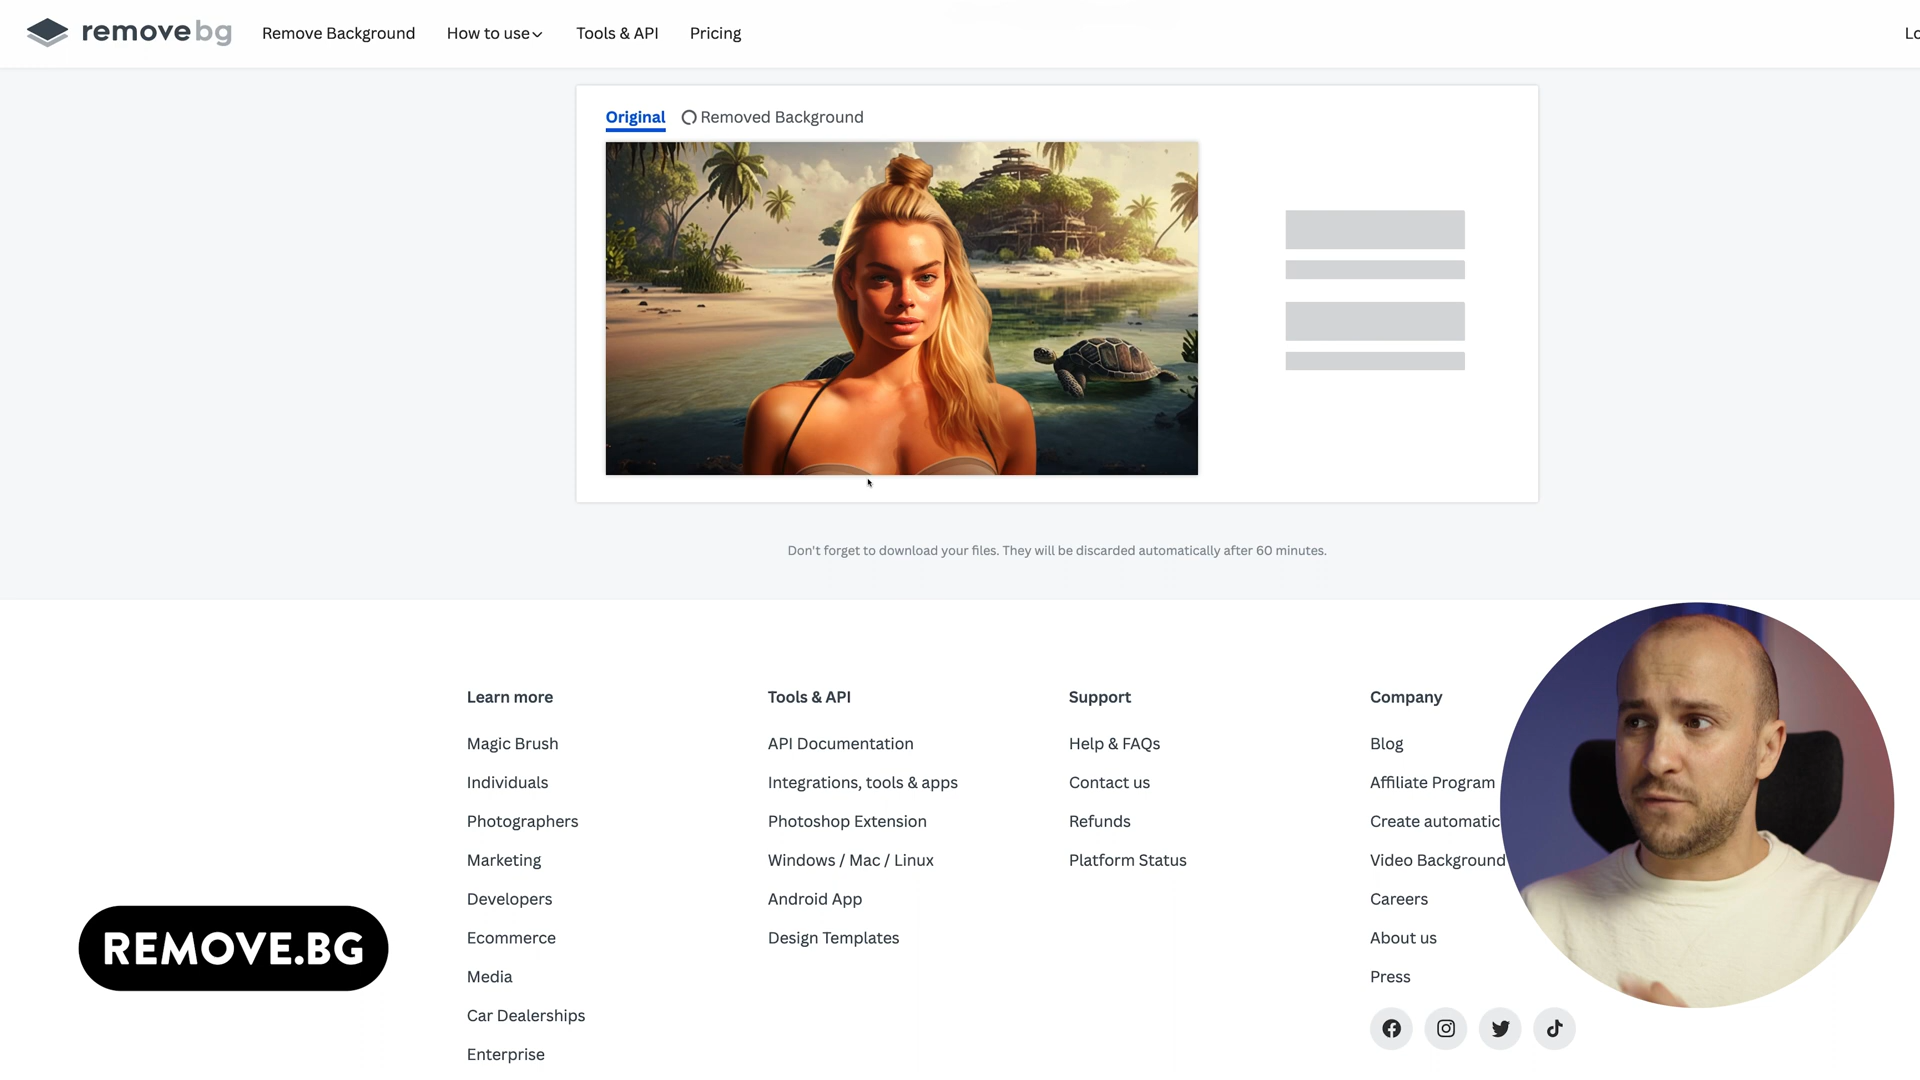 removebg
Remove Background
How to use
Tools & API
Pricing
Lo
Original
Removed Background
Don't forget to download your files. They will be discarded automatically after 60 minutes.
Learn more
Magic Brush
Individuals
Photographers
Marketing
Developers
Ecommerce
Media
Car Dealerships
Enterprise
Tools & API
API Documentation
Integrations, tools & apps
Photoshop Extension
Windows / Mac / Linux
Android App
Design Templates
Support
Help & FAQs
Contact us
Refunds
Platform Status
Company
Blog
Affiliate Program
Create automatic
Video Background
Careers
About us
Press
REMOVE.BG